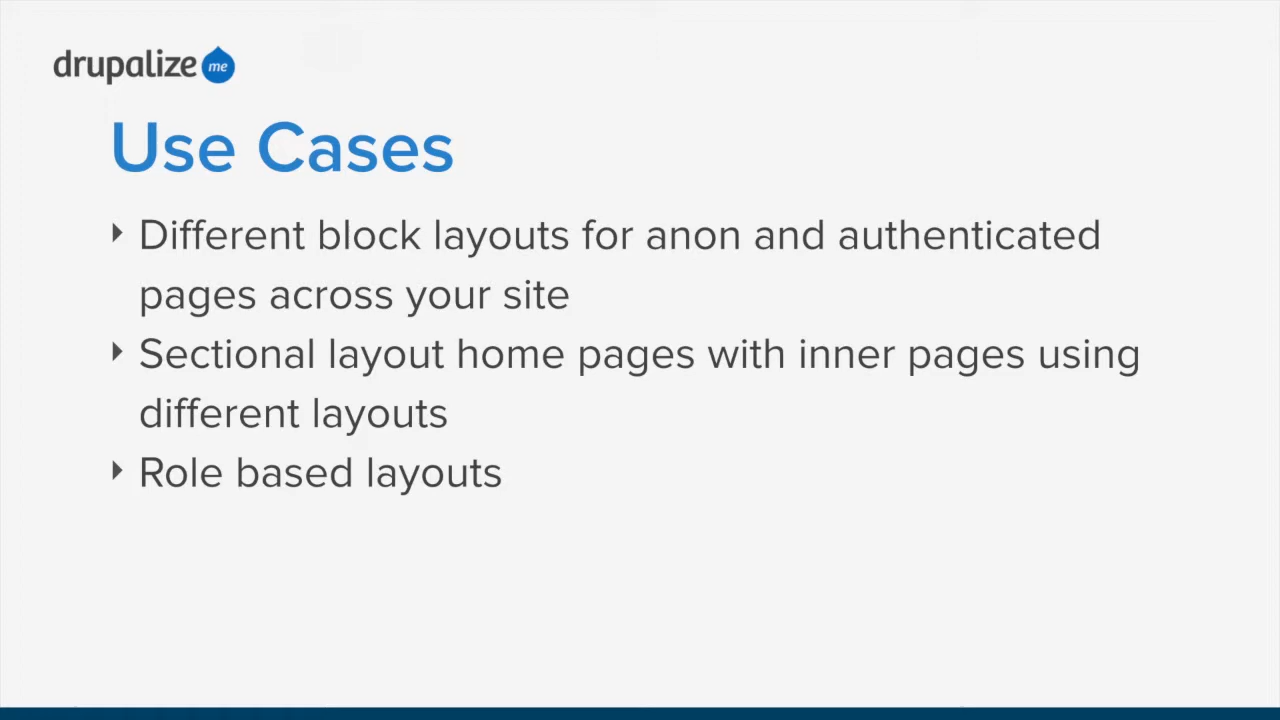 drupalize me
Use Cases
Different block layouts for anon and authenticated
pages across your site
Sectional layout home pages with inner pages using
different layouts
Role based layouts